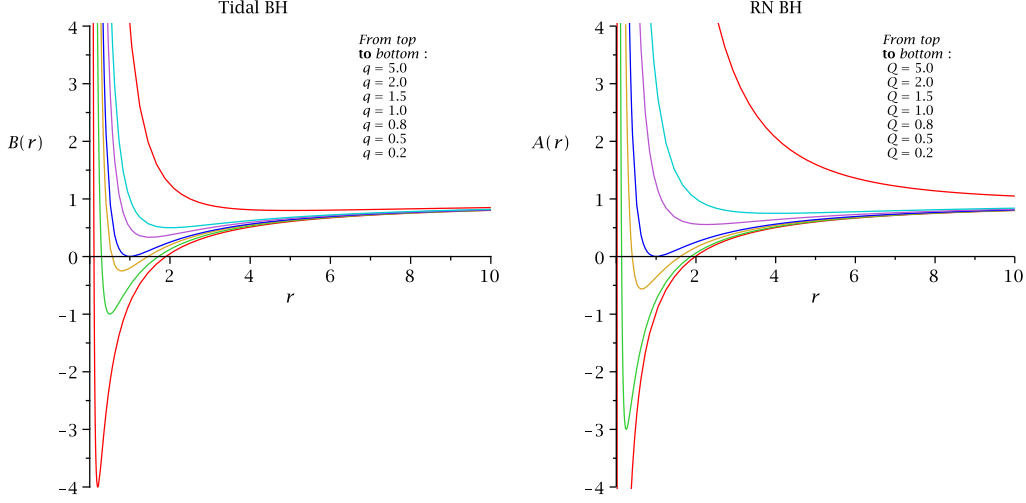 Tidal BH
4
3
2
1
0
−1
−2
−3
−4
B(r)
2
4
6
8
10
r
From top
to bottom :
q = 5.0
q = 2.0
q = 1.5
q = 1.0
q = 0.8
q = 0.5
q = 0.2
RN BH
4
3
2
1
0
−1
−2
−3
−4
A(r)
2
4
6
8
10
r
From top
to bottom :
Q = 5.0
Q = 2.0
Q = 1.5
Q = 1.0
Q = 0.8
Q = 0.5
Q = 0.2